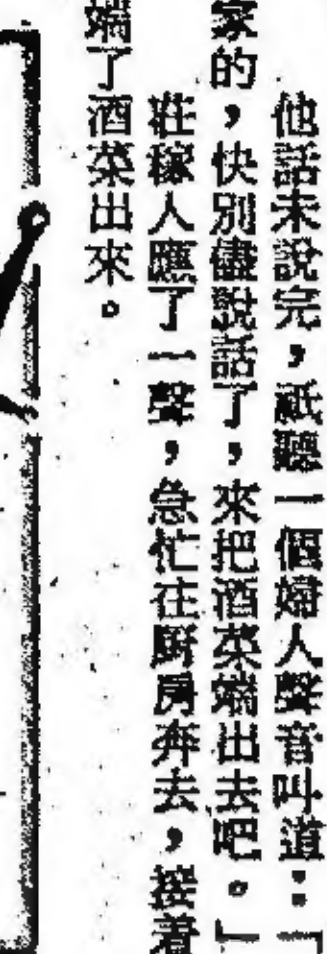 他話未說完，祇聽一個婦人聲音叫道：「
家的，快別儘說話了，來把酒菜端出去吧。」
莊稼人應了一聲，急忙往廚房奔去，接着
端了酒菜出來。